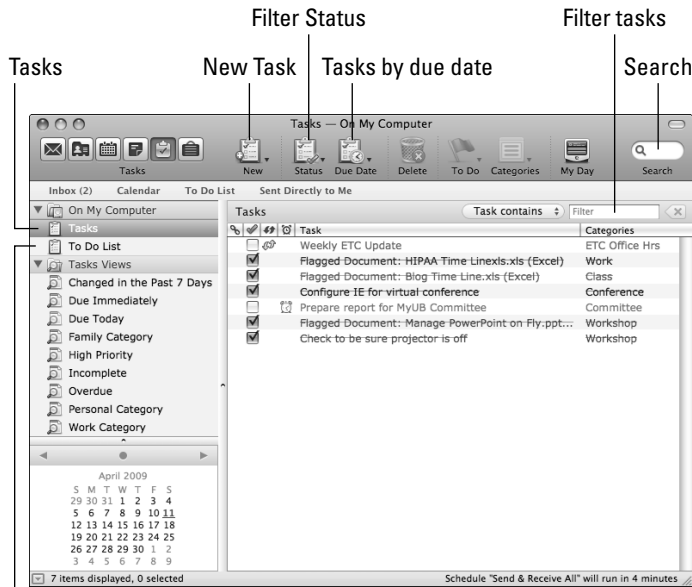 Filter Status
Filter tasks
Tasks
New Task
Tasks by due date
Search
Tasks — On My Computer
Tasks
New
Status
Due Date
Delete
To Do
Categories
My Day
Search
Inbox (2)
Calendar
To Do List
Sent Directly to Me
On My Computer
Tasks
To Do List
Tasks Views
Changed in the Past 7 Days
Due Immediately
Due Today
Family Category
High Priority
Incomplete
Overdue
Personal Category
Work Category
April 2009
S M T W T F S
29 30 31 1 2 3 4
5 6 7 8 9 10 11
12 13 14 15 16 17 18
19 20 21 22 23 24 25
26 27 28 29 30 1 2
3 4 5 6 7 8 9
Tasks
Task contains
Filter
Task
Categories
Weekly ETC Update
ETC Office Hrs
Flagged Document: HIPAA Time Linexls.xls (Excel)
Work
Flagged Document: Blog Time Line.xls (Excel)
Class
Configure IE for virtual conference
Conference
Prepare report for MyUB Committee
Committee
Flagged Document: Manage PowerPoint on Fly.ppt...
Workshop
Check to be sure projector is off
Workshop
7 items displayed, 0 selected
Schedule "Send & Receive All" will run in 4 minutes